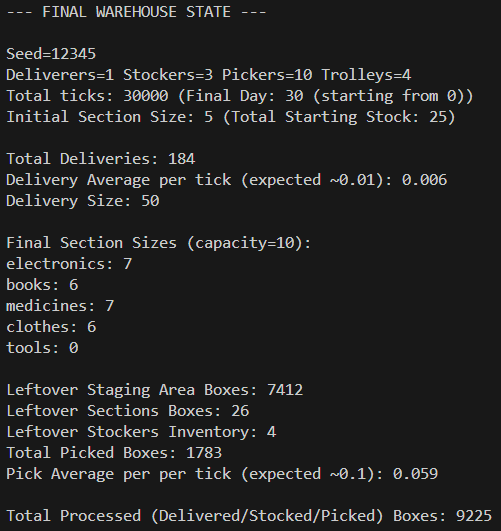 --- FINAL WAREHOUSE STATE ---
Seed=12345
Deliverers=1 Stockers=3 Pickers=10 Trolleys=4
Total ticks: 30000 (Final Day: 30 (starting from 0))
Initial Section Size: 5 (Total Starting Stock: 25)
Total Deliveries: 184
Delivery Average per tick (expected ~0.01): 0.006
Delivery Size: 50
Final Section Sizes (capacity=10):
electronics: 7
books: 6
medicines: 7
clothes: 6
tools: 0
Leftover Staging Area Boxes: 7412
Leftover Sections Boxes: 26
Leftover Stockers Inventory: 4
Total Picked Boxes: 1783
Pick Average per per tick (expected ~0.1): 0.059
Total Processed (Delivered/Stocked/Picked) Boxes: 9225